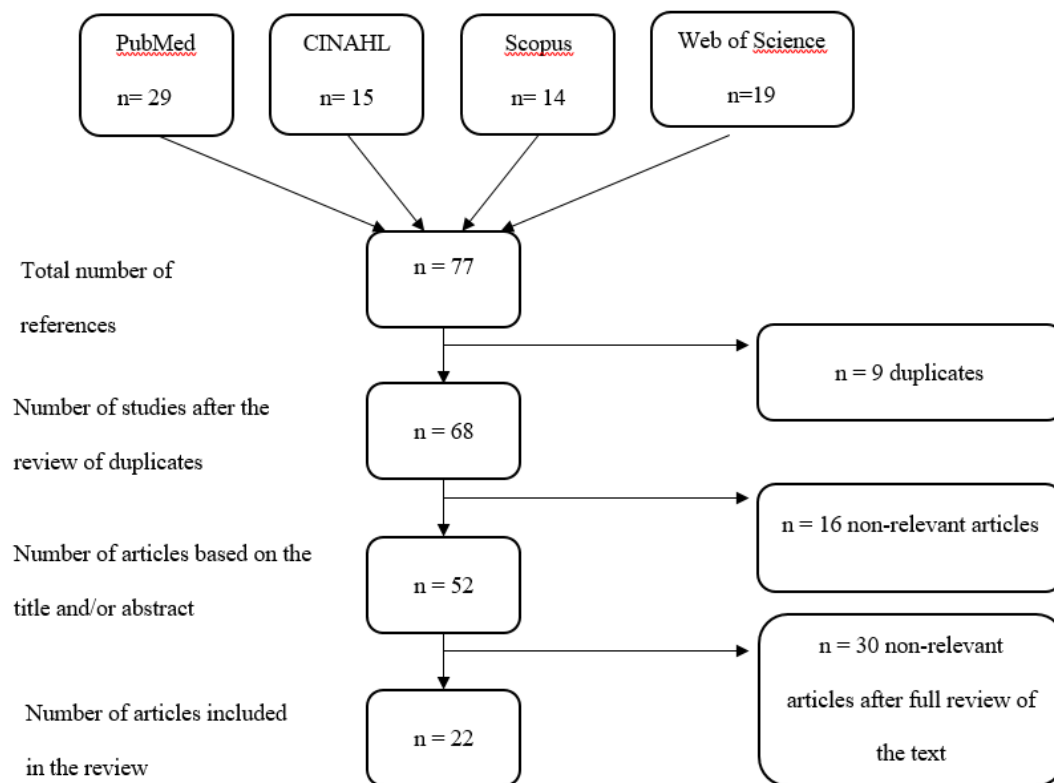 PubMed
n= 29
CINAHL
n= 15
Scopus
n= 14
Web of Science
n=19
Total number of
references
n = 77
n = 9 duplicates
Number of studies after the
review of duplicates
n = 68
n = 16 non-relevant articles
Number of articles based on the
title and/or abstract
n = 52
n = 30 non-relevant
articles after full review of
the text
Number of articles included
in the review
n = 22